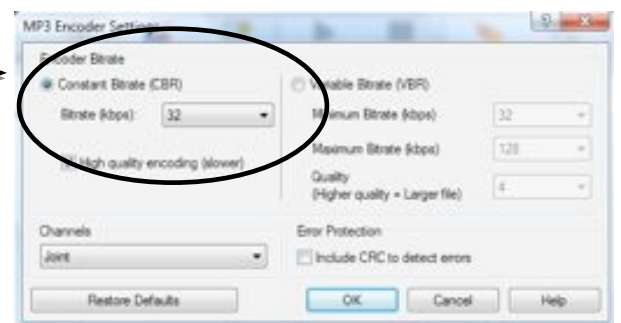 MP3 Encoder Settings
Encoder Bitrate
Constant Bitrate (CBR)
Bitrate (kbps): 32
High quality encoding (slower)
Variable Bitrate (VBR)
Minimum Bitrate (kbps) 32
Maximum Bitrate (kbps) 128
Quality
(Higher quality = Larger file) 4
Channels
Joint
Error Protection
Include CRC to detect errors
Restore Defaults
OK
Cancel
Help